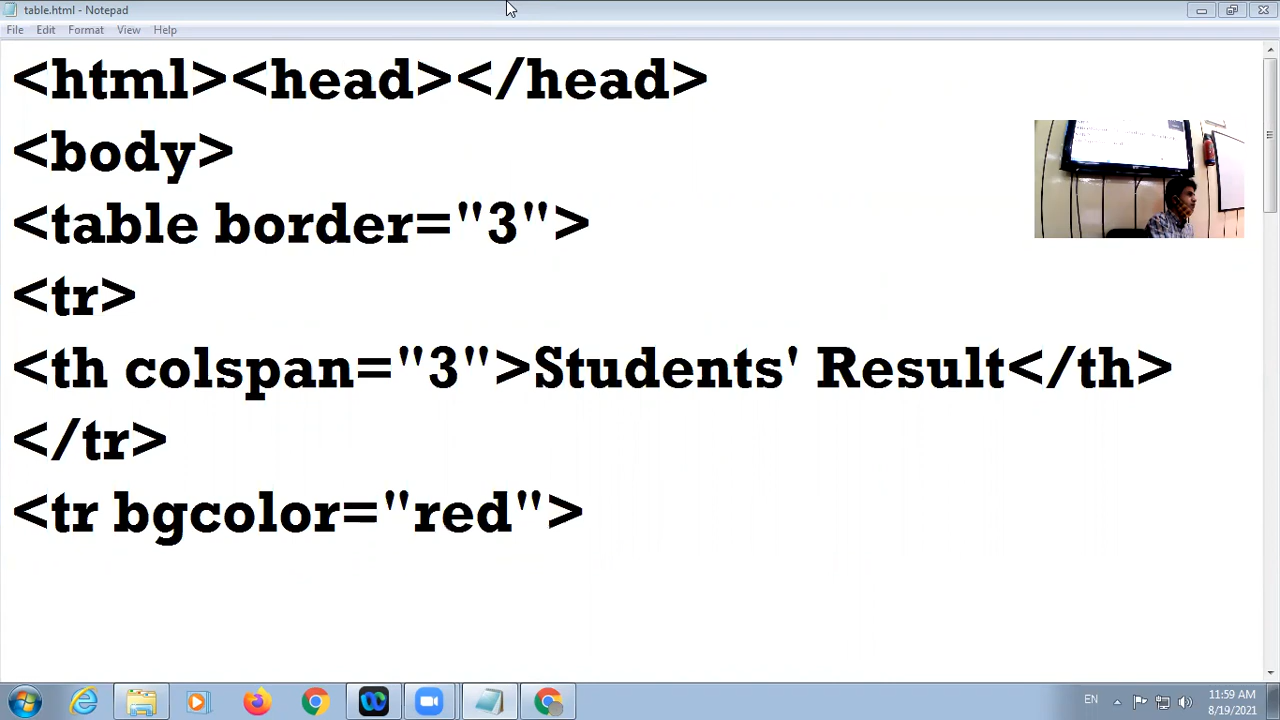 table.html - Notepad
File Edit Format View Help
<html><head></head>
<body>
<table border="3">
<tr>
<th colspan="3">Students' Result</th>
</tr>
<tr bgcolor="red">
EN
11:59 AM
8/19/2021